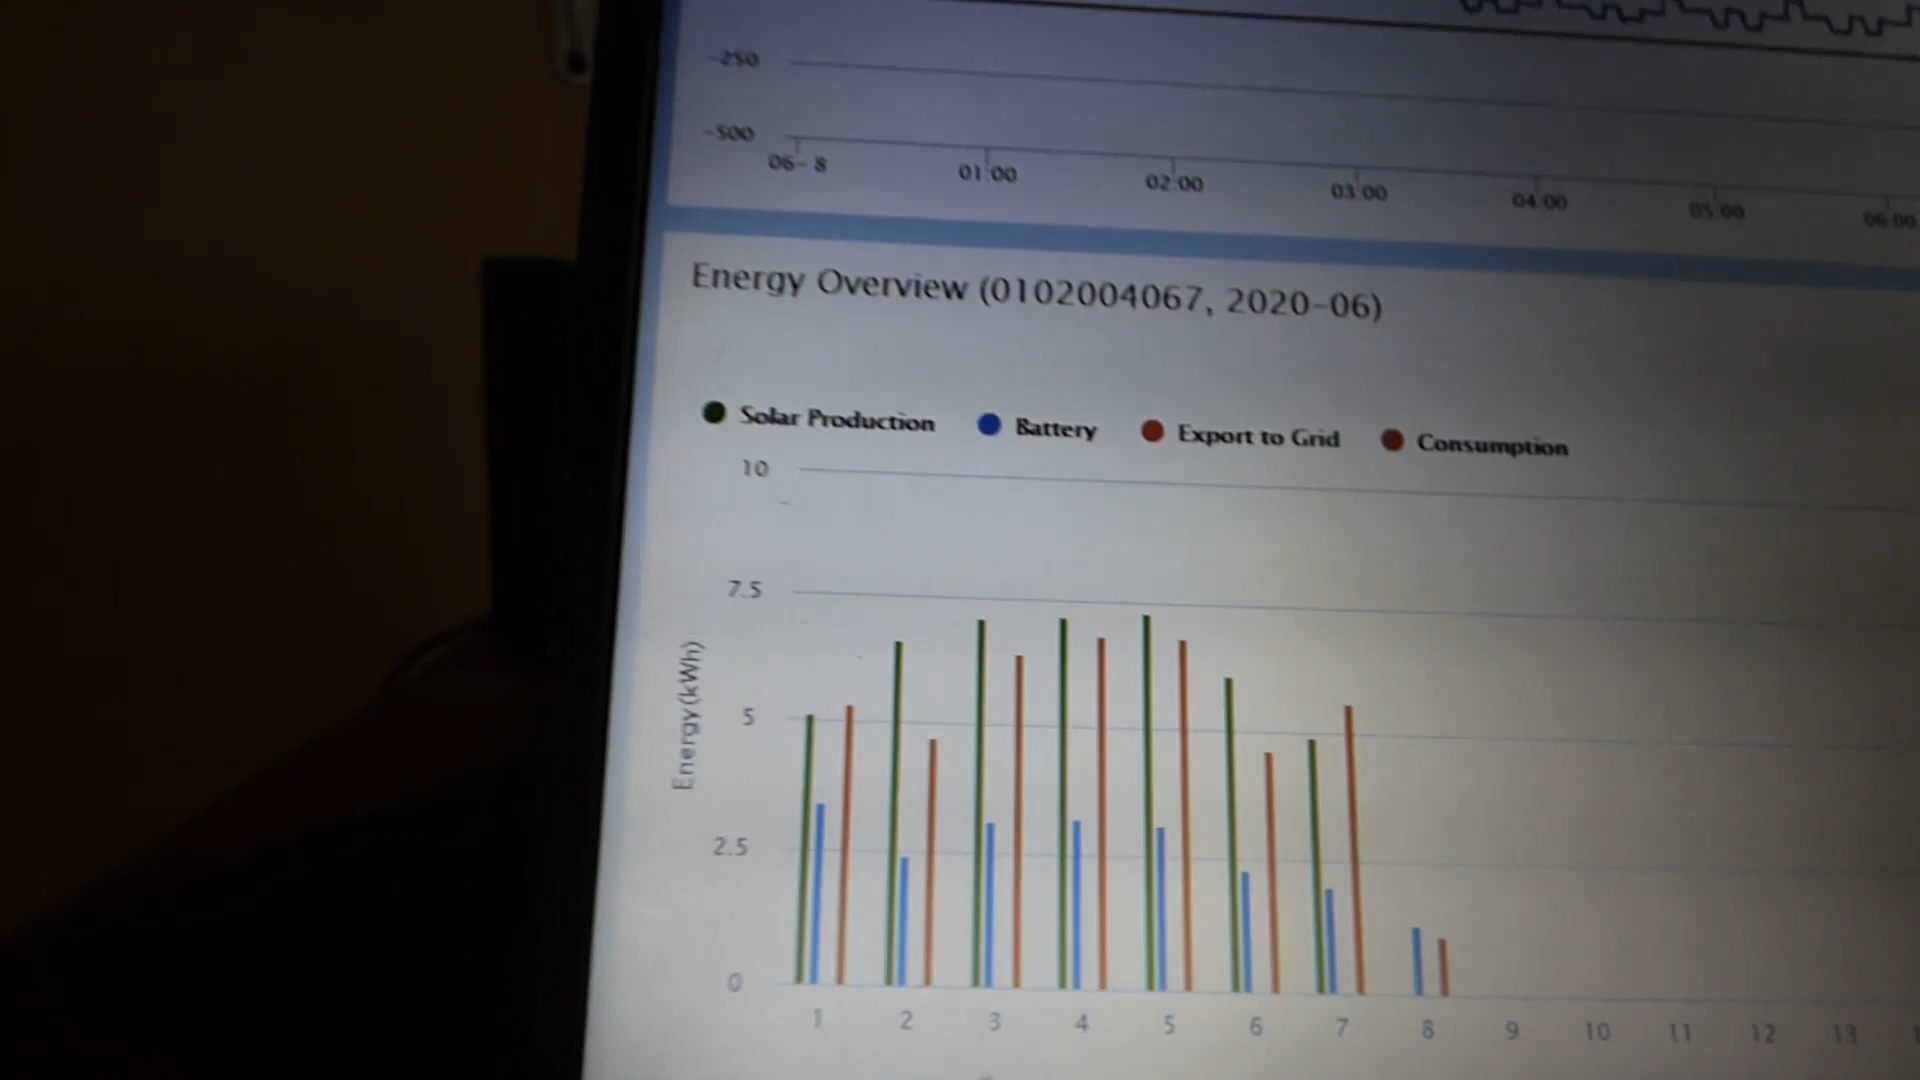 -250
-500
06-8 01:00 02:00 03:00 04:00 05:00 06:00
Energy Overview (0102004067, 2020-06)
Solar Production Battery Export to Grid Consumption
10
7.5
5
2.5
0
Energy(kWh)
1 2 3 4 5 6 7 8 9 10 11 12 13